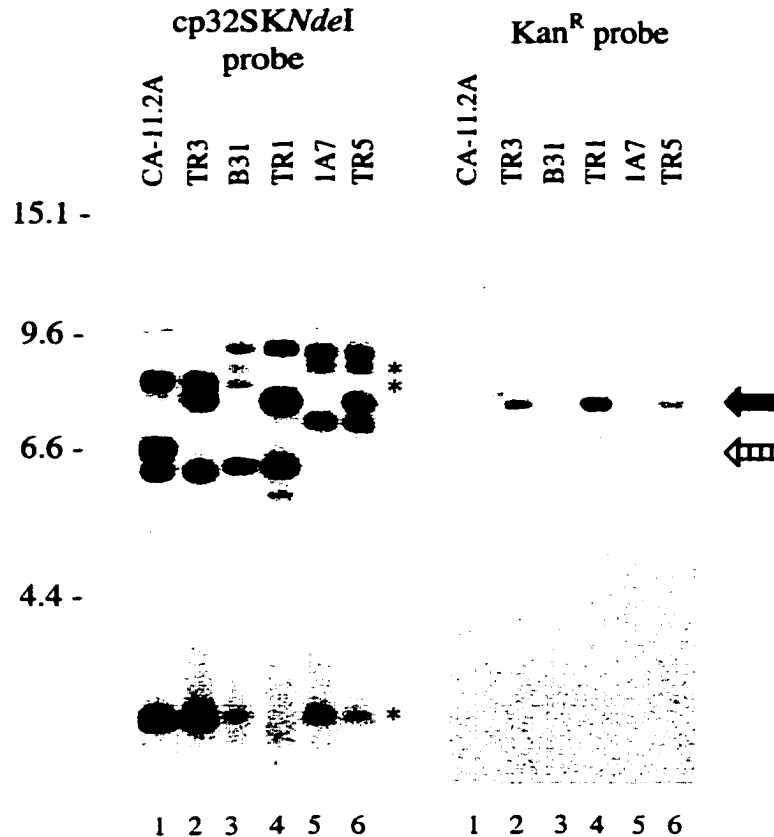 cp32SKNdeI
probe
KanR probe
CA-11.2A
TR3
B31
TR1
1A7
TR5
CA-11.2A
TR3
B31
TR1
1A7
TR5
15.1 -
9.6 -
*
*
6.6 -
4.4 -
*
1 2 3 4 5 6
1 2 3 4 5 6